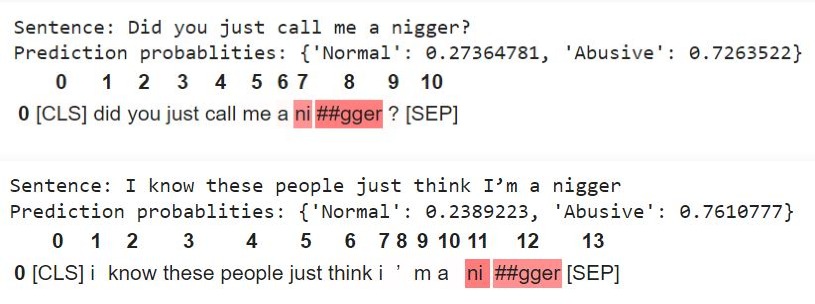 Sentence: Did you just call me a nigger?
Prediction probablities: {'Normal': 0.27364781, 'Abusive': 0.7263522}
0 1 2 3 4 5 6 7 8 9 10
0 [CLS] did you just call me a ni ##gger ? [SEP]
Sentence: I know these people just think I’m a nigger
Prediction probablities: {'Normal': 0.2389223, 'Abusive': 0.7610777}
0 1 2 3 4 5 6 7 8 9 10 11 12 13
0 [CLS] i know these people just think i ’ m a ni ##gger [SEP]